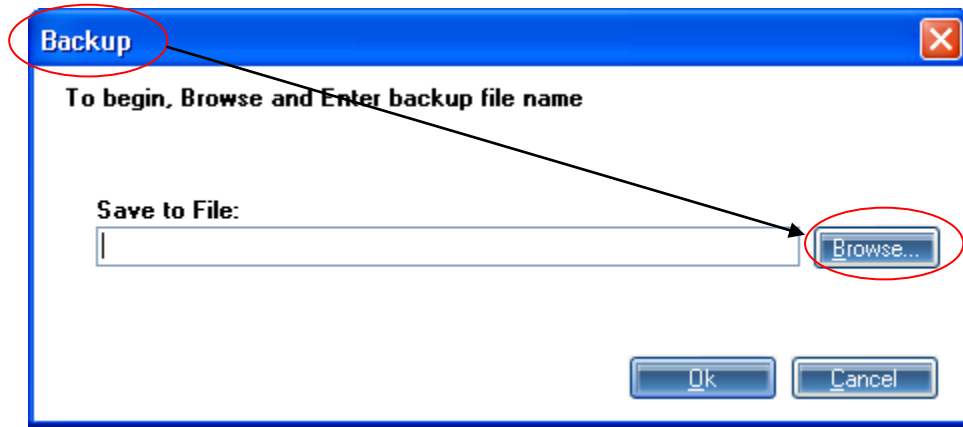 Backup
To begin, Browse and Enter backup file name
Save to File:
Browse...
Ok
Cancel